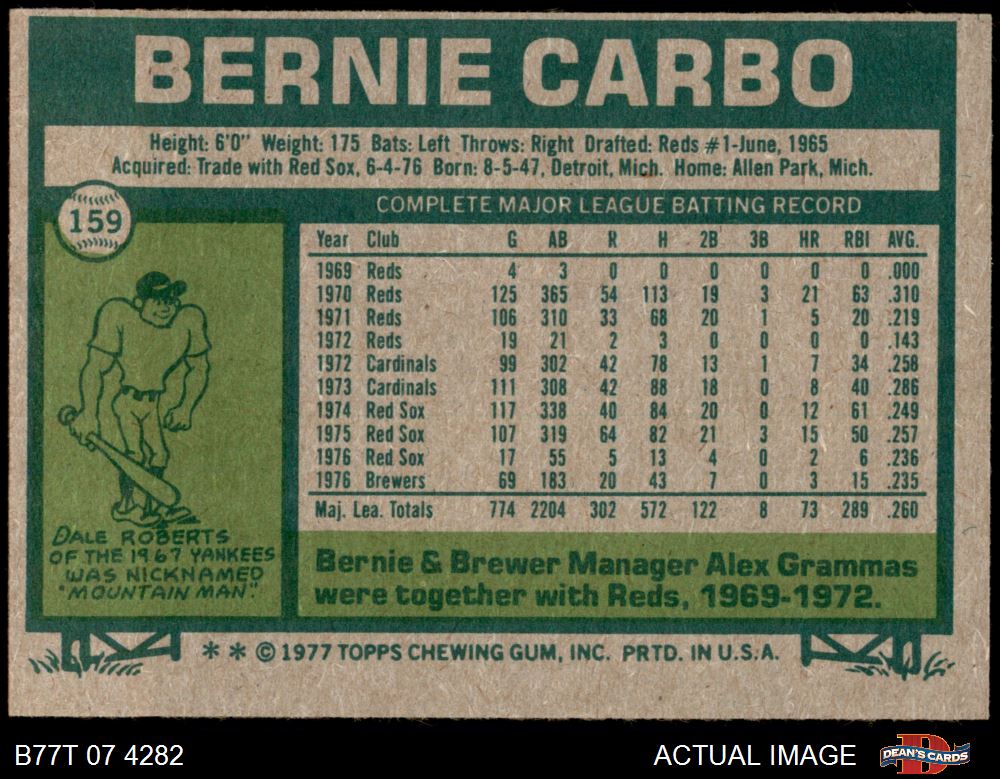 BERNIE CARBO
Height: 6'0" Weight: 175 Bats: Left Throws: Right Drafted: Reds #1-June, 1965
Acquired: Trade with Red Sox, 6-4-76 Born: 8-5-47, Detroit, Mich. Home: Allen Park, Mich.
159
COMPLETE MAJOR LEAGUE BATTING RECORD
Year Club G AB R H 2B 3B HR RBI AVG.
1969 Reds 4 3 0 0 0 0 0 0 .000
1970 Reds 125 365 54 113 19 3 21 63 .310
1971 Reds 106 310 33 68 20 1 5 20 .219
1972 Reds 19 21 2 3 0 0 0 0 .143
1972 Cardinals 99 302 42 78 13 1 7 34 .258
1973 Cardinals 111 308 42 88 18 0 8 40 .286
1974 Red Sox 117 338 40 84 20 0 12 61 .249
1975 Red Sox 107 319 64 82 21 3 15 50 .257
1976 Red Sox 17 55 5 13 4 0 2 6 .236
1976 Brewers 69 183 20 43 7 0 3 15 .235
Maj. Lea. Totals 774 2204 302 572 122 8 73 289 .260
DALE ROBERTS
OF THE 1967 YANKEES
WAS NICKNAMED
"MOUNTAIN MAN."
Bernie & Brewer Manager Alex Grammas
were together with Reds, 1969-1972.
** © 1977 TOPPS CHEWING GUM, INC. PRTD. IN U.S.A.
B77T 07 4282
ACTUAL IMAGE
DEAN'S CARDS